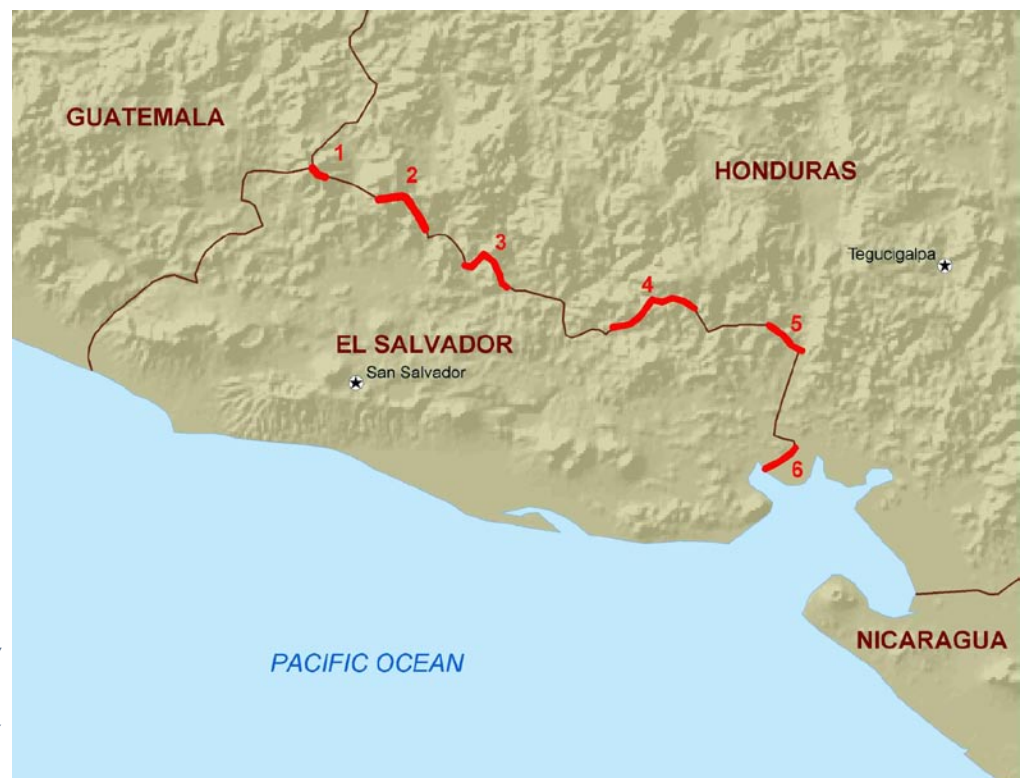 GUATEMALA
1
2
HONDURAS
3
Tegucigalpa
4
5
EL SALVADOR
San Salvador
6
NICARAGUA
PACIFIC OCEAN